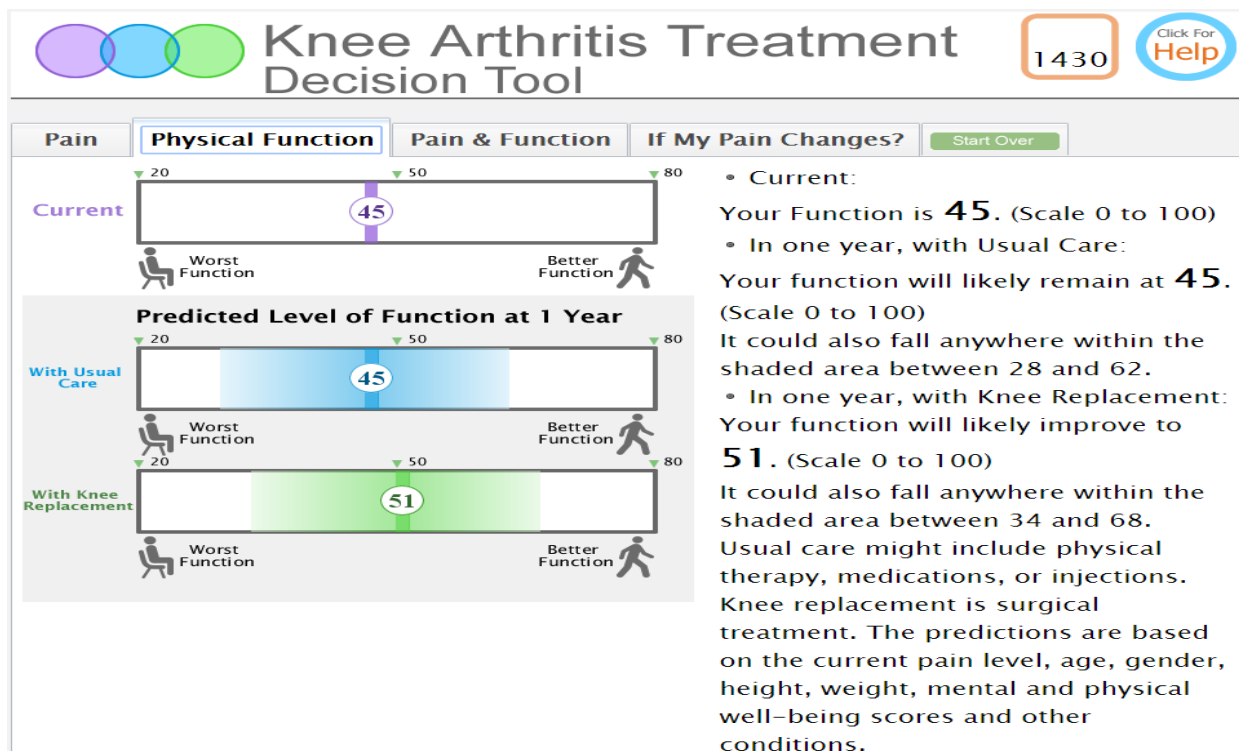 Knee Arthritis Treatment
Decision Tool
1430
Click For
Help
Pain
Physical Function
Pain & Function
If My Pain Changes?
Start Over
20
50
80
Current
45
Worst
Function
Better
Function
Predicted Level of Function at 1 Year
20
50
80
With Usual
Care
45
Worst
Function
Better
Function
20
50
80
With Knee
Replacement
51
Worst
Function
Better
Function
• Current:
Your Function is 45. (Scale 0 to 100)
• In one year, with Usual Care:
Your function will likely remain at 45.
(Scale 0 to 100)
It could also fall anywhere within the
shaded area between 28 and 62.
• In one year, with Knee Replacement:
Your function will likely improve to
51. (Scale 0 to 100)
It could also fall anywhere within the
shaded area between 34 and 68.
Usual care might include physical
therapy, medications, or injections.
Knee replacement is surgical
treatment. The predictions are based
on the current pain level, age, gender,
height, weight, mental and physical
well-being scores and other
conditions.